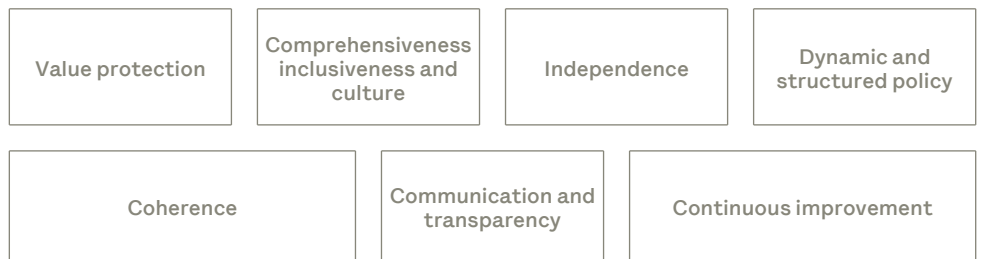 Value protection
Comprehensiveness
inclusiveness and
culture
Independence
Dynamic and
structured policy
Coherence
Communication and
transparency
Continuous improvement